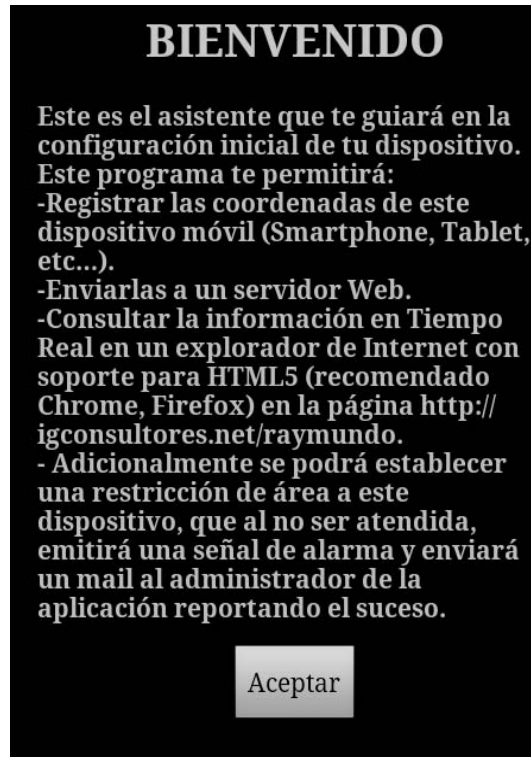 BIENVENIDO
Este es el asistente que te guiará en la
configuración inicial de tu dispositivo.
Este programa te permitirá:
-Registrar las coordenadas de este
dispositivo móvil (Smartphone, Tablet,
etc...).
-Enviarlas a un servidor Web.
-Consultar la información en Tiempo
Real en un explorador de Internet con
soporte para HTML5 (recomendado
Chrome, Firefox) en la página http://
igconsultores.net/raymundo.
- Adicionalmente se podrá establecer
una restricción de área a este
dispositivo, que al no ser atendida,
emitirá una señal de alarma y enviará
un mail al administrador de la
aplicación reportando el suceso.
Aceptar